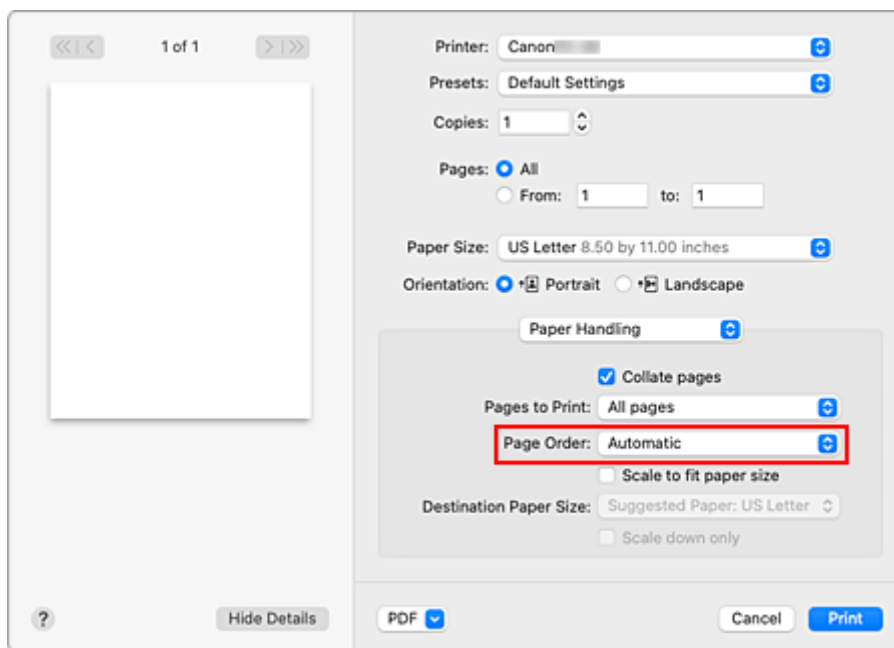 1 of 1
Printer: Canon
Presets: Default Settings
Copies: 1
Pages: All
From: 1 to: 1
Paper Size: US Letter 8.50 by 11.00 inches
Orientation: Portrait Landscape
Paper Handling
Collate pages
Pages to Print: All pages
Page Order: Automatic
Scale to fit paper size
Destination Paper Size: Suggested Paper: US Letter
Scale down only
? Hide Details PDF Cancel Print